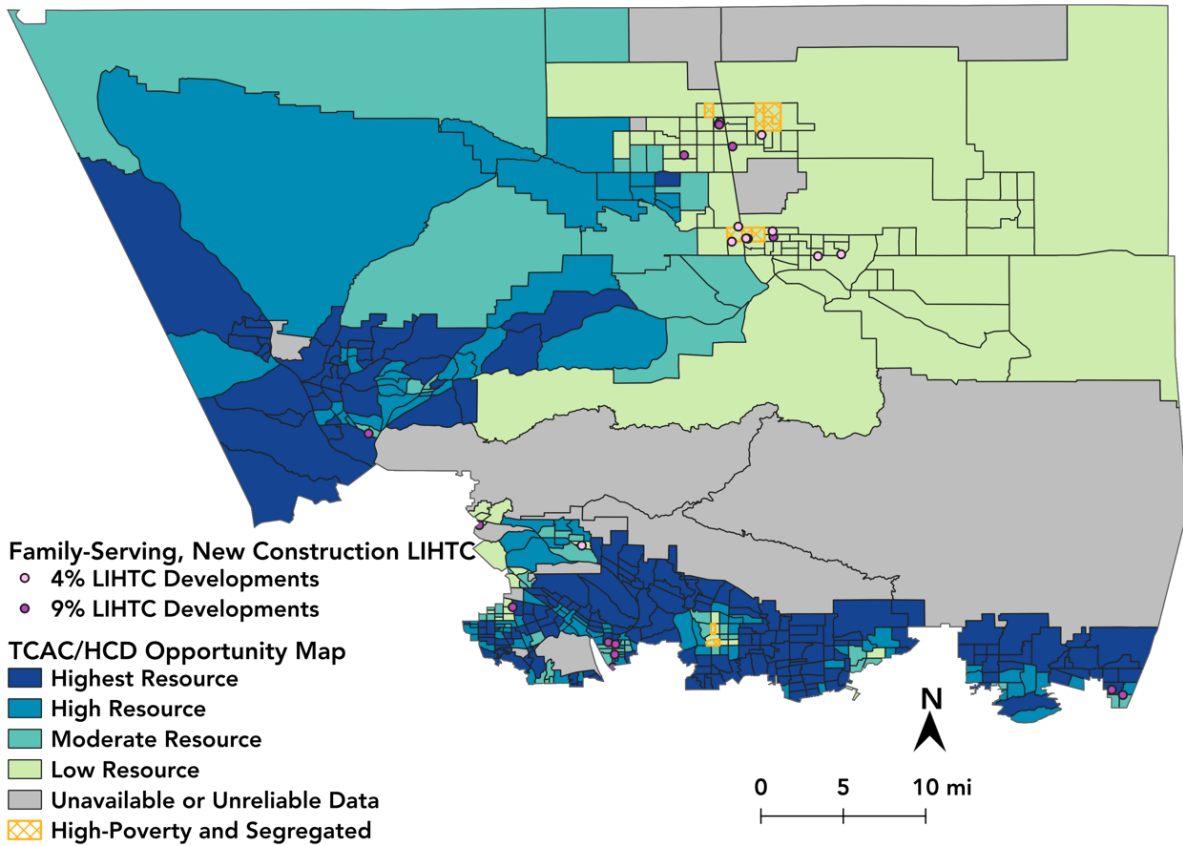 Family-Serving, New Construction LIHTC
4% LIHTC Developments
9% LIHTC Developments
TCAC/HCD Opportunity Map
Highest Resource
High Resource
Moderate Resource
Low Resource
Unavailable or Unreliable Data
High-Poverty and Segregated
N
0 5 10 mi